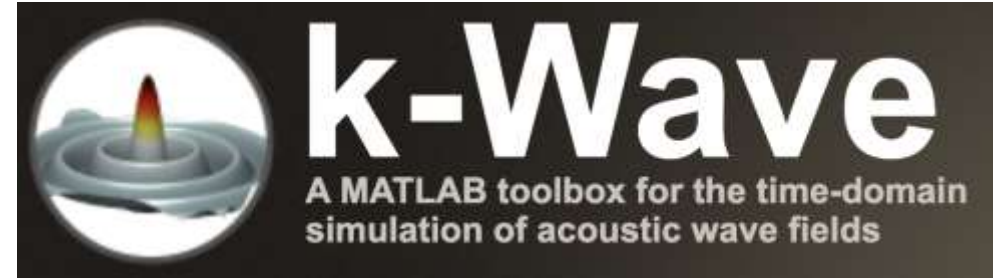 k-Wave
A MATLAB toolbox for the time-domain
simulation of acoustic wave fields